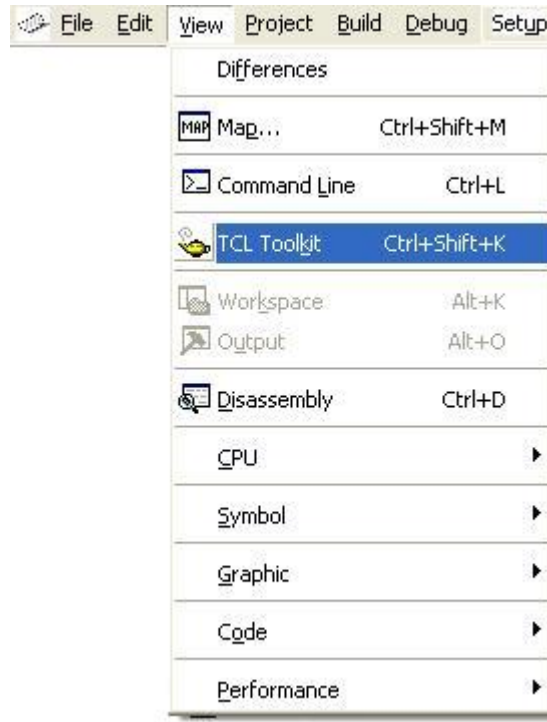 File Edit View Project Build Debug Setup
Differences
MAP Map... Ctrl+Shift+M
Command Line Ctrl+L
TCL Toolkit Ctrl+Shift+K
Workspace Alt+K
Output Alt+O
Disassembly Ctrl+D
CPU
Symbol
Graphic
Code
Performance